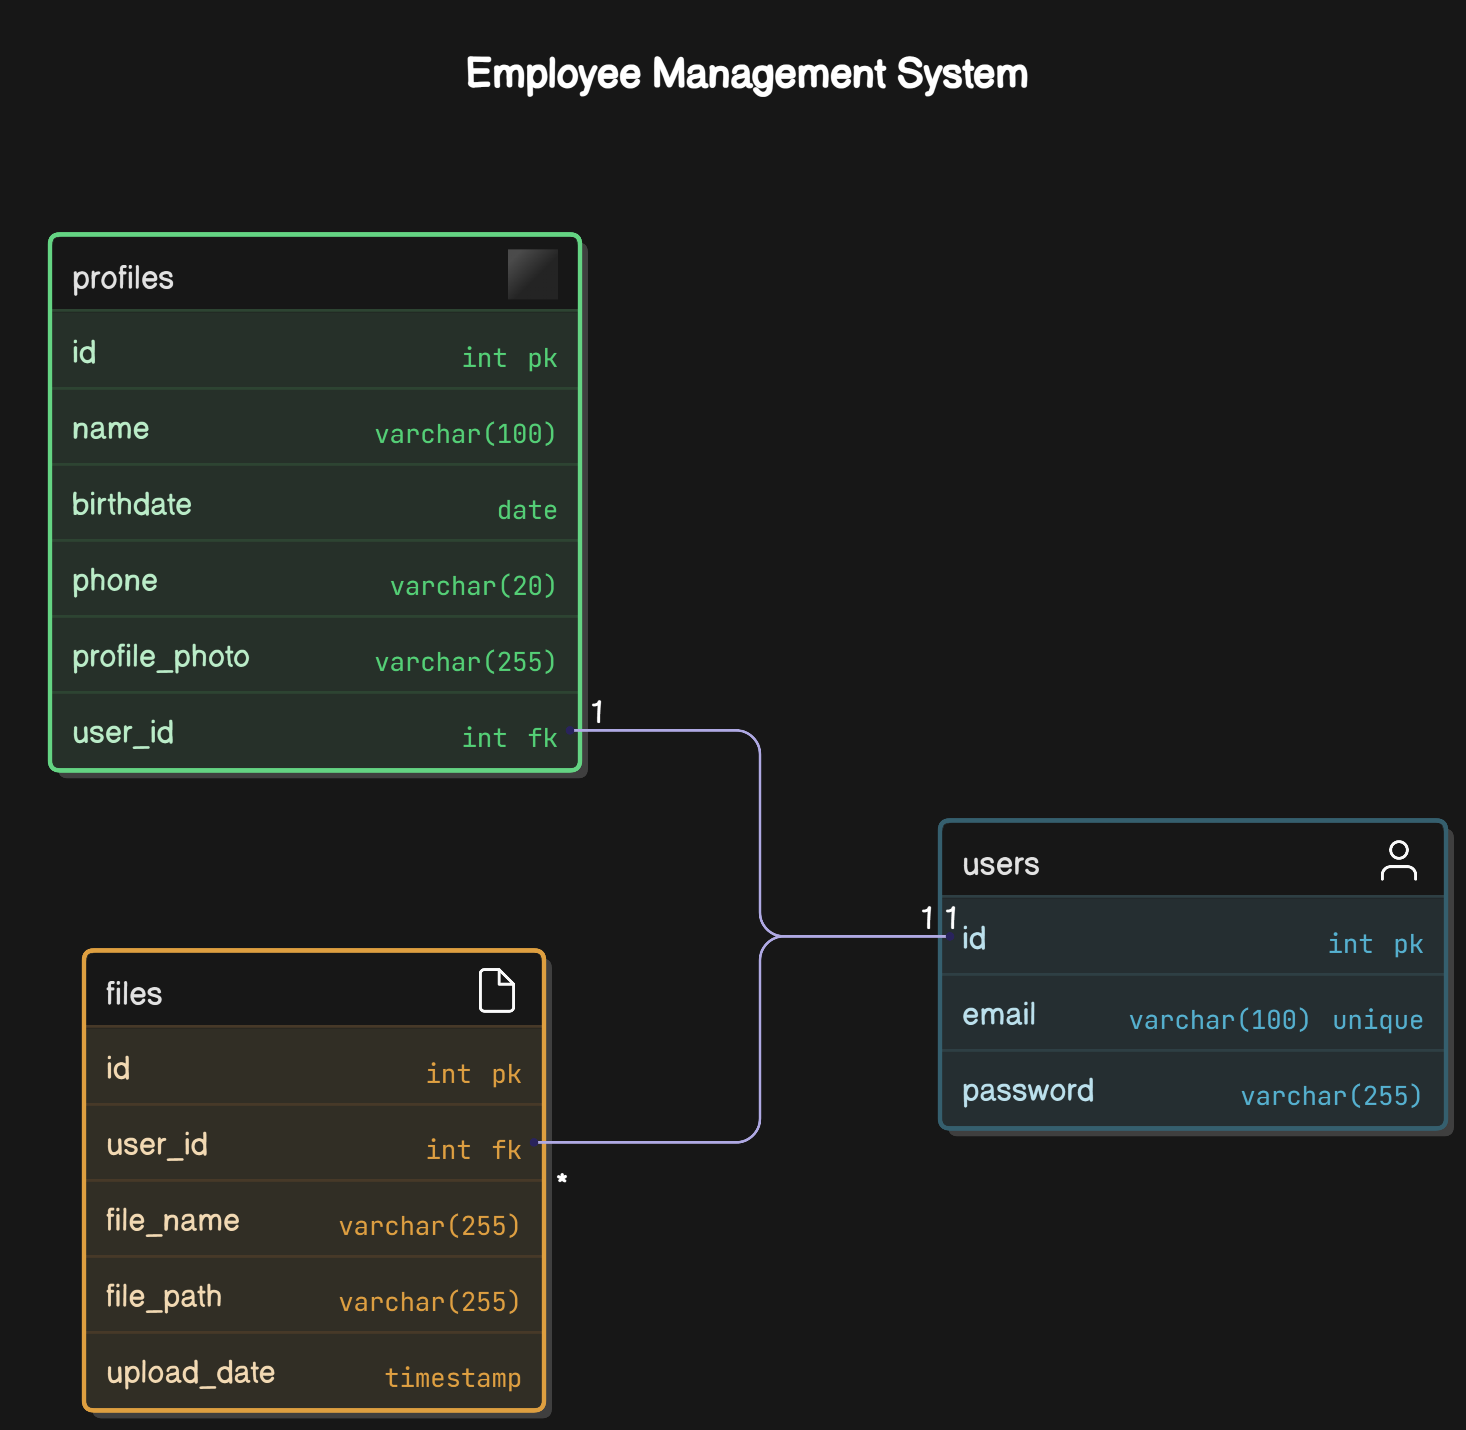 Employee Management System
profiles
id int pk
name varchar(100)
birthdate date
phone varchar(20)
profile_photo varchar(255)
user_id int fk
1
users
1 1
id int pk
email varchar(100) unique
password varchar(255)
files
id int pk
user_id int fk
*
file_name varchar(255)
file_path varchar(255)
upload_date timestamp